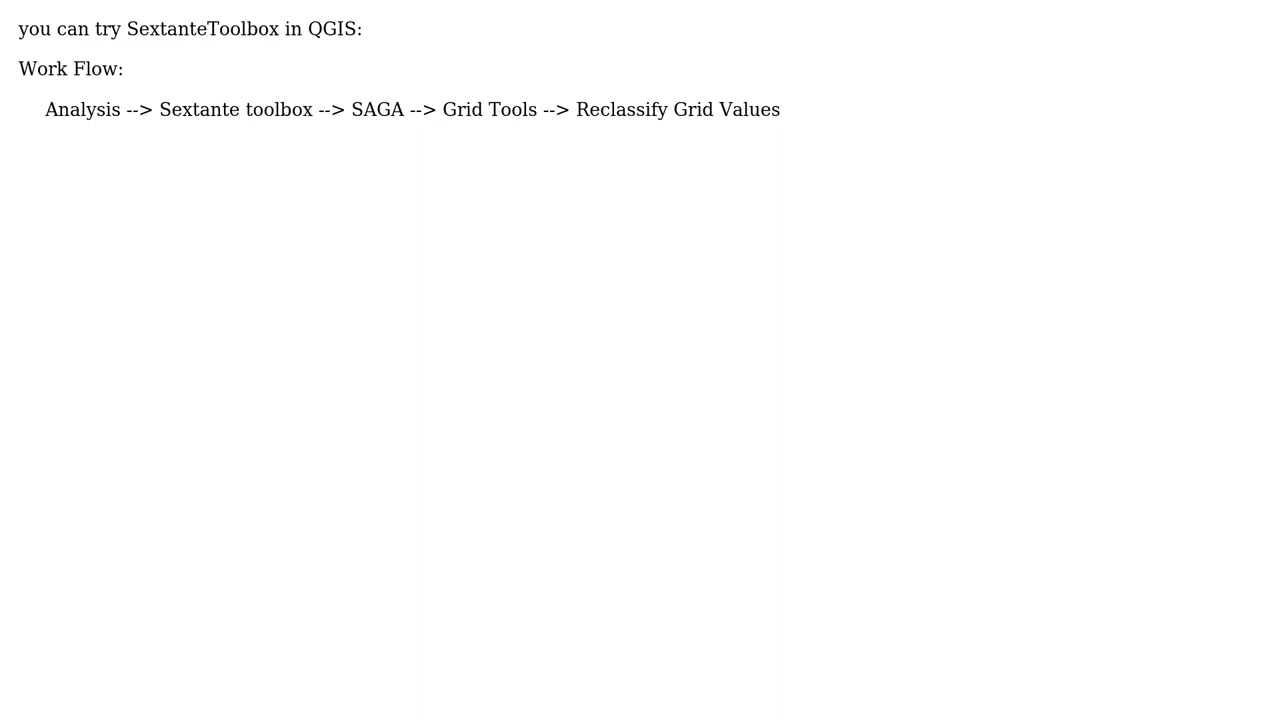 you can try SextanteToolbox in QGIS:
Work Flow:
Analysis --> Sextante toolbox --> SAGA --> Grid Tools --> Reclassify Grid Values